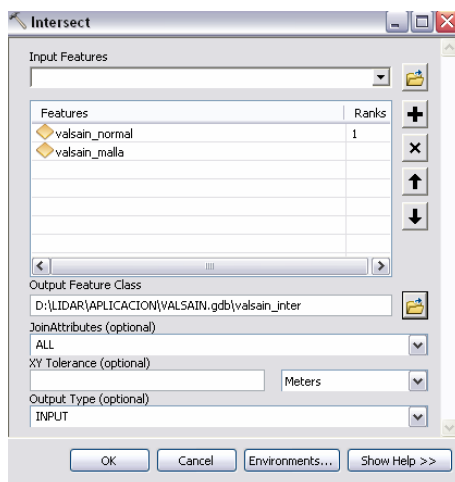 Intersect
Input Features
Features Ranks
valsain_normal 1
valsain_malla
Output Feature Class
D:\LIDAR\APLICACION\VALSAIN.gdb\valsain_inter
JoinAttributes (optional)
ALL
XY Tolerance (optional)
Meters
Output Type (optional)
INPUT
OK Cancel Environments... Show Help >>